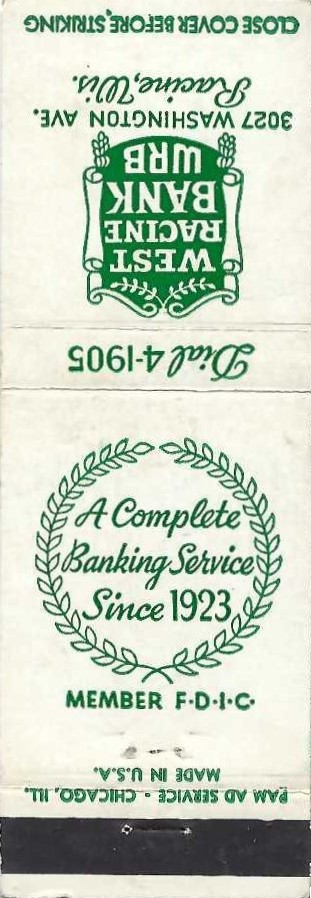 CLOSE COVER BEFORE STRIKING
WEST
RACINE
BANK
WRB
3027 WASHINGTON AVE.
Racine, Wis.
Dial 4-1905
A Complete
Banking Service
Since 1923
MEMBER F·D·I·C·
PAM AD SERVICE - CHICAGO, ILL.
MADE IN U.S.A.